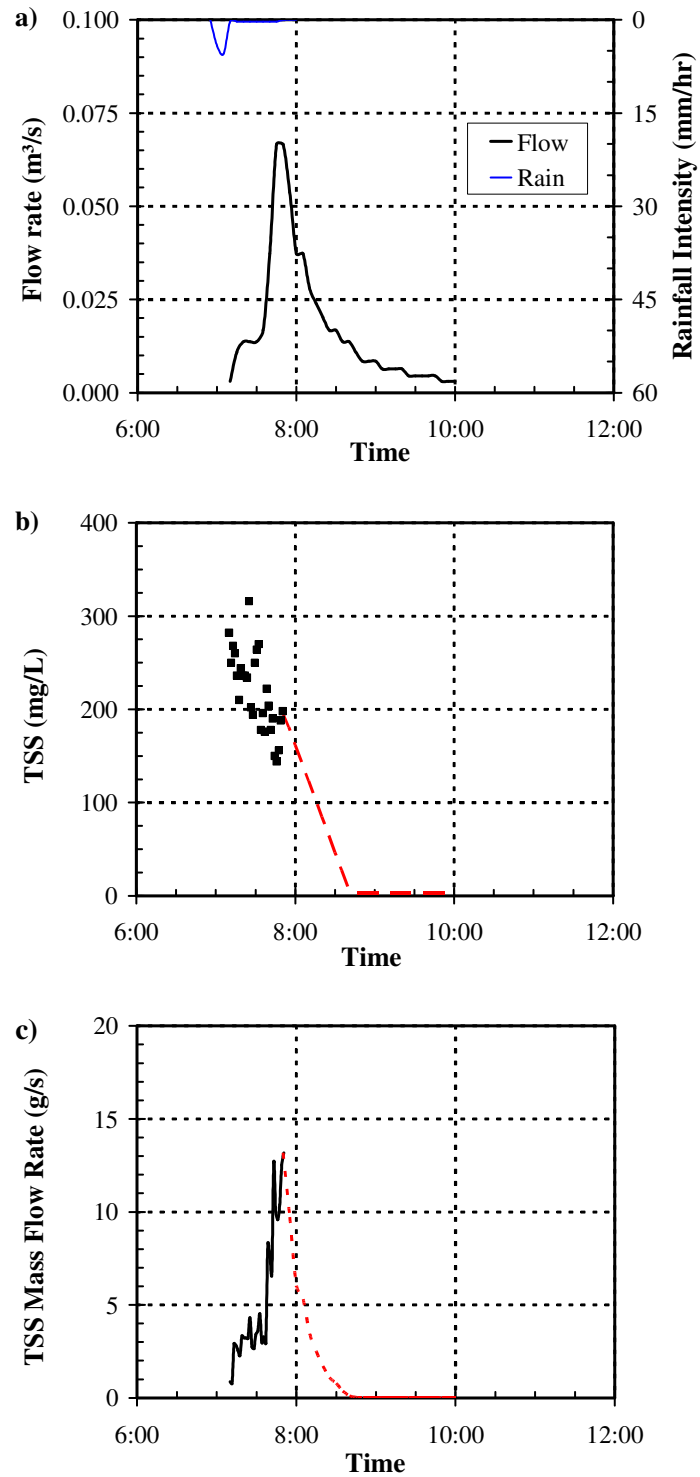 a)
0.100
0.075
0.050
0.025
0.000
Flow rate (m³/s)
0
15
30
45
60
Rainfall Intensity (mm/hr)
Flow
Rain
6:00 8:00 10:00 12:00
Time
b)
400
300
200
100
0
TSS (mg/L)
6:00 8:00 10:00 12:00
Time
c)
20
15
10
5
0
TSS Mass Flow Rate (g/s)
6:00 8:00 10:00 12:00
Time